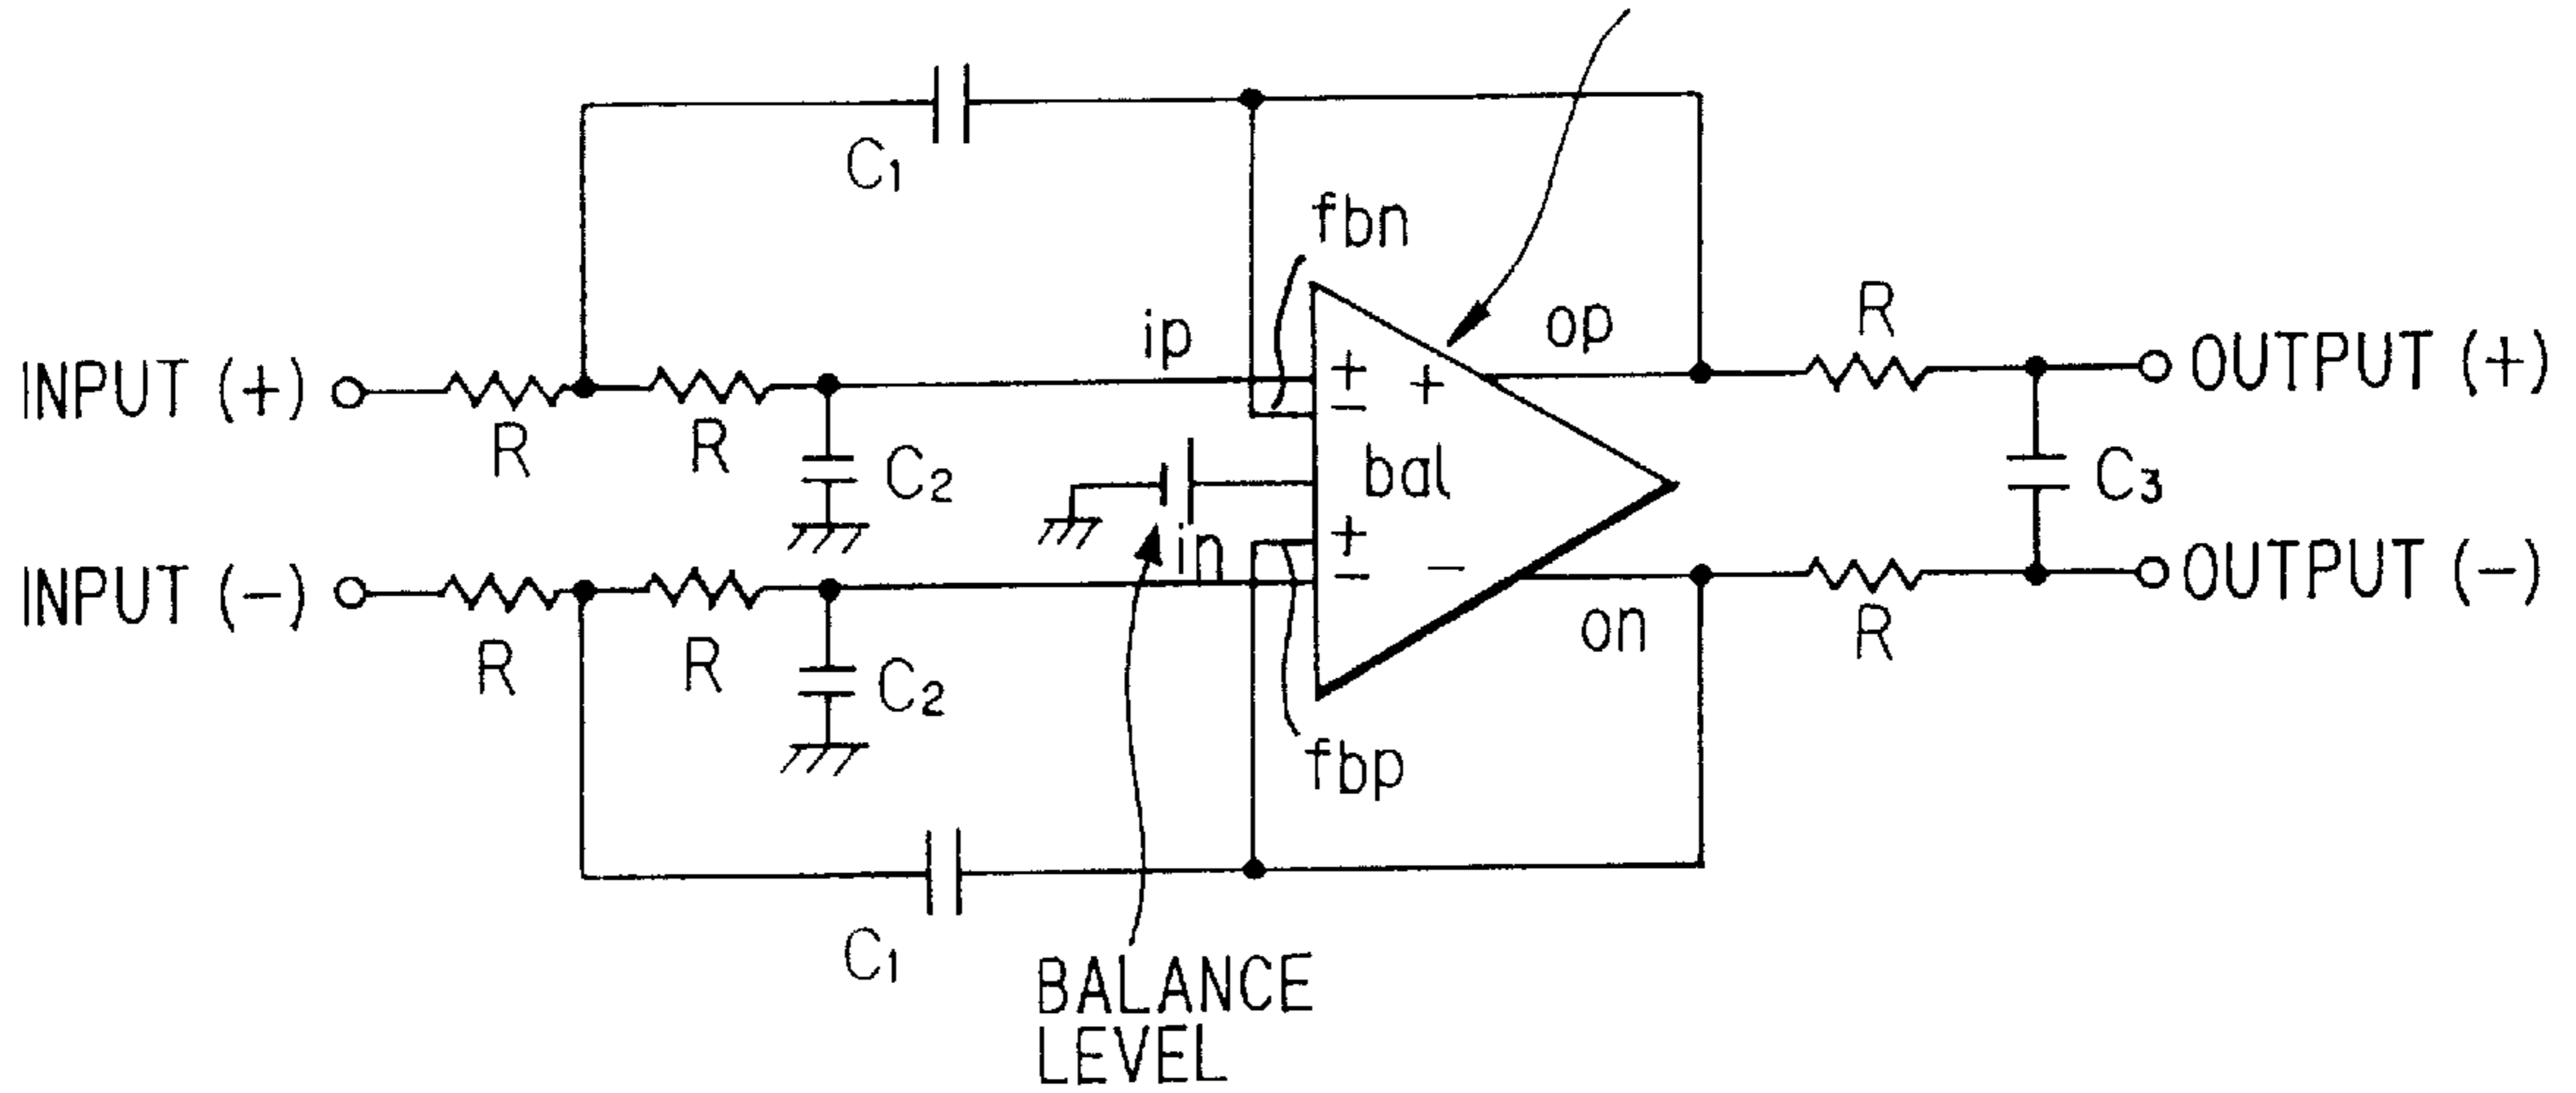 C1
fbn
ip
op
R
INPUT (+)
+
+
OUTPUT (+)
R
R
C2
−
bal
C3
in
+
INPUT (−)
−
−
OUTPUT (−)
R
R
C2
on
R
fbp
C1
BALANCE
LEVEL